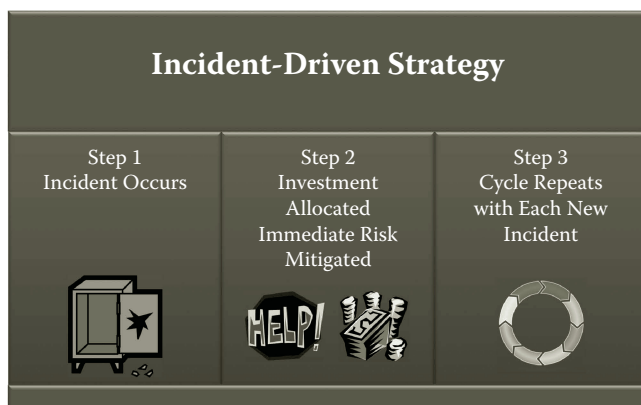 Incident-Driven Strategy
Step 1
Incident Occurs
Step 2
Investment
Allocated
Immediate Risk
Mitigated
HELP!
Step 3
Cycle Repeats
with Each New
Incident